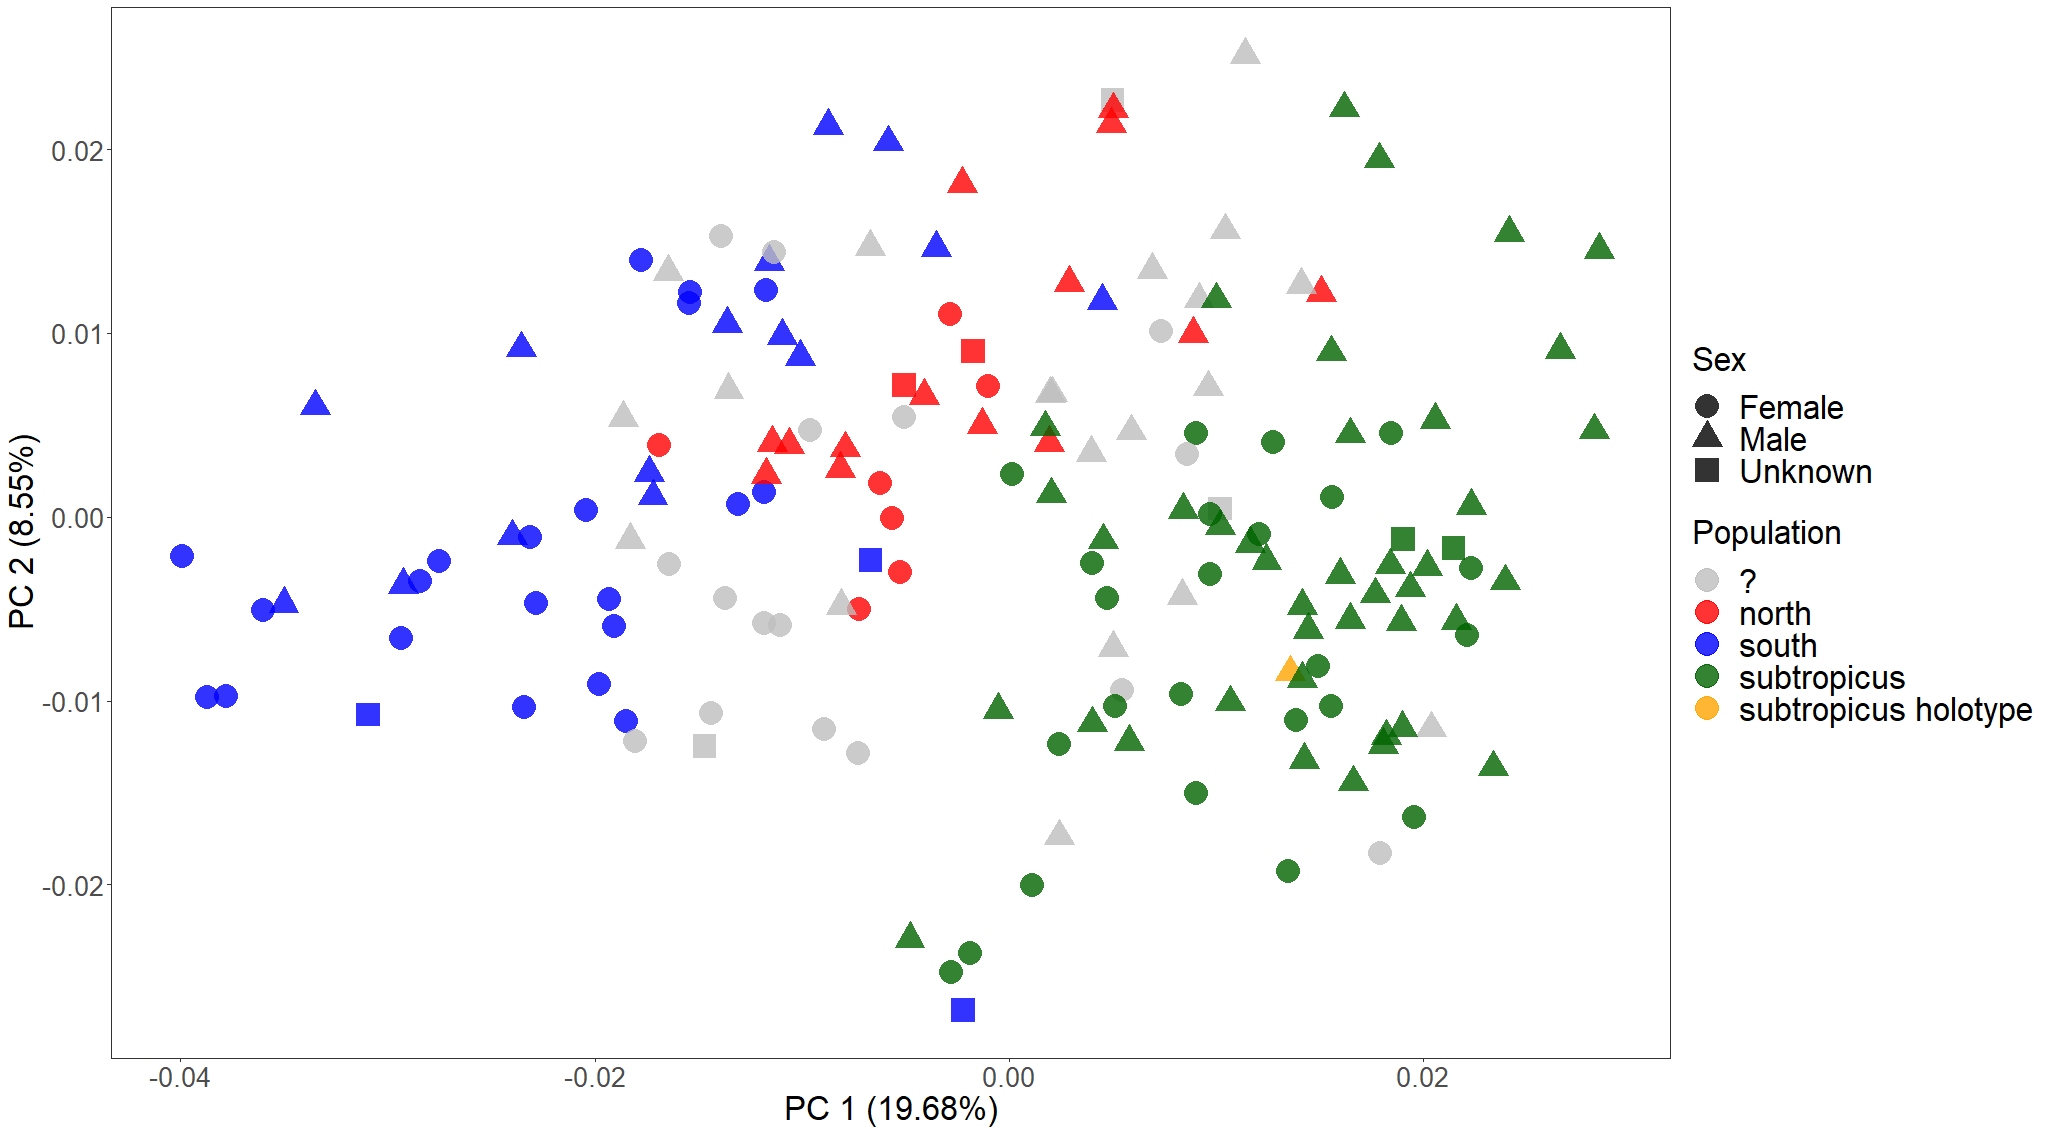 0.02
0.01
0.00
-0.01
-0.02
PC 2 (8.55%)
-0.04
-0.02
0.00
0.02
PC 1 (19.68%)
Sex
Female
Male
Unknown
Population
?
north
south
subtropicus
subtropicus holotype